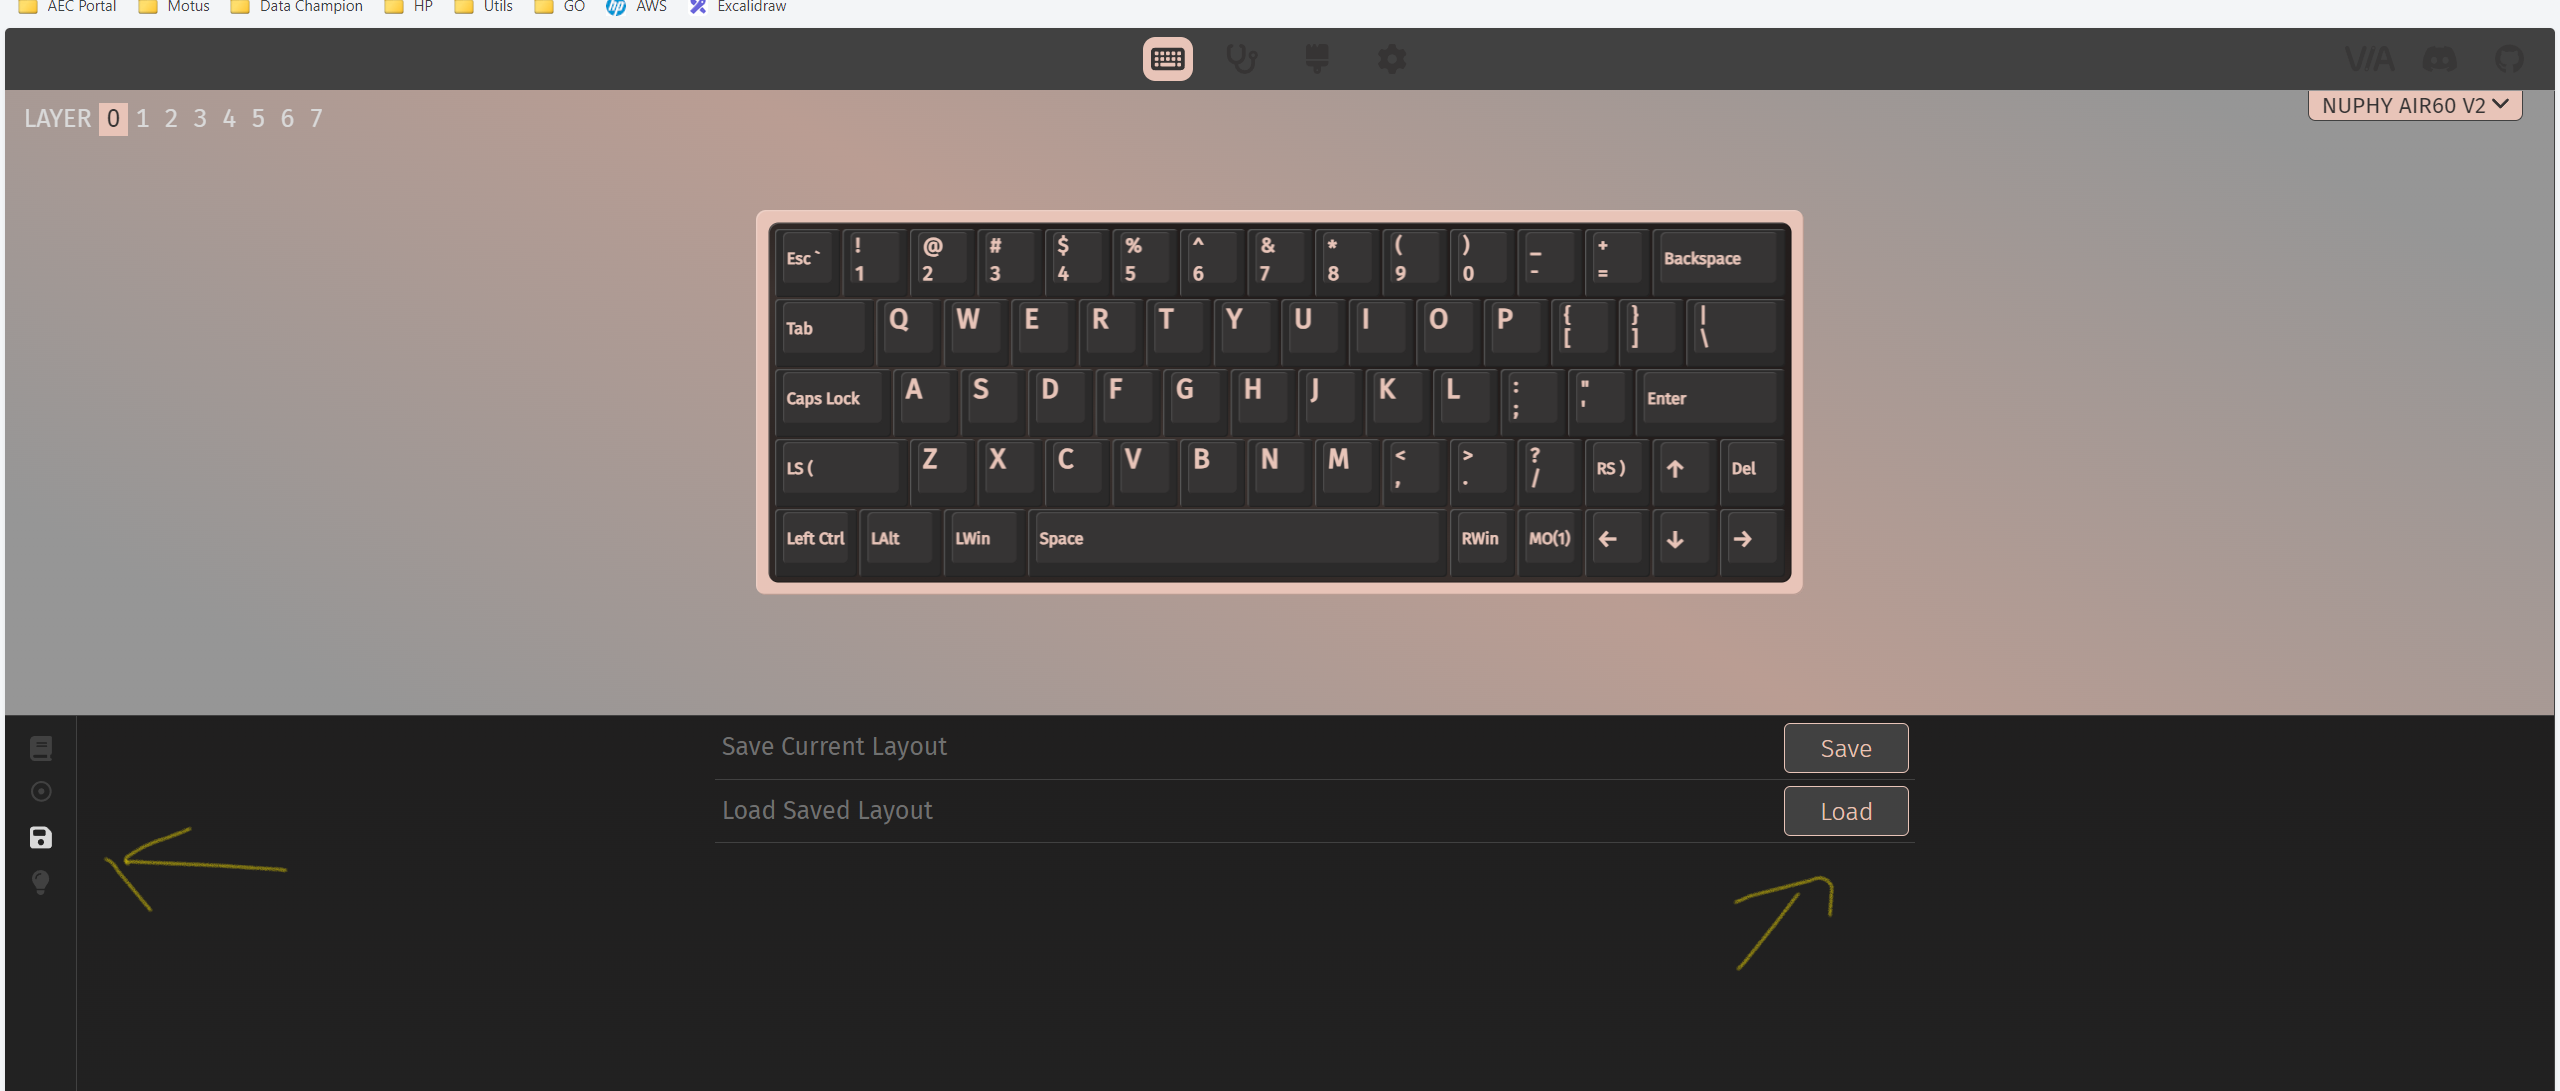 AEC Portal Motus Data Champion HP Utils GO AWS Excalidraw
VIA
LAYER 0 1 2 3 4 5 6 7
NUPHY AIR60 V2
Esc ` ! 1 @ 2 # 3 $ 4 % 5 ^ 6 & 7 * 8 ( 9 ) 0 _ - + = Backspace
Tab Q W E R T Y U I O P { [ } ] | \
Caps Lock A S D F G H J K L : ; " ' Enter
LS ( Z X C V B N M < , > . ? / RS ) ↑ Del
Left Ctrl LAlt LWin Space RWin MO(1) ← ↓ →
Save Current Layout Save
Load Saved Layout Load